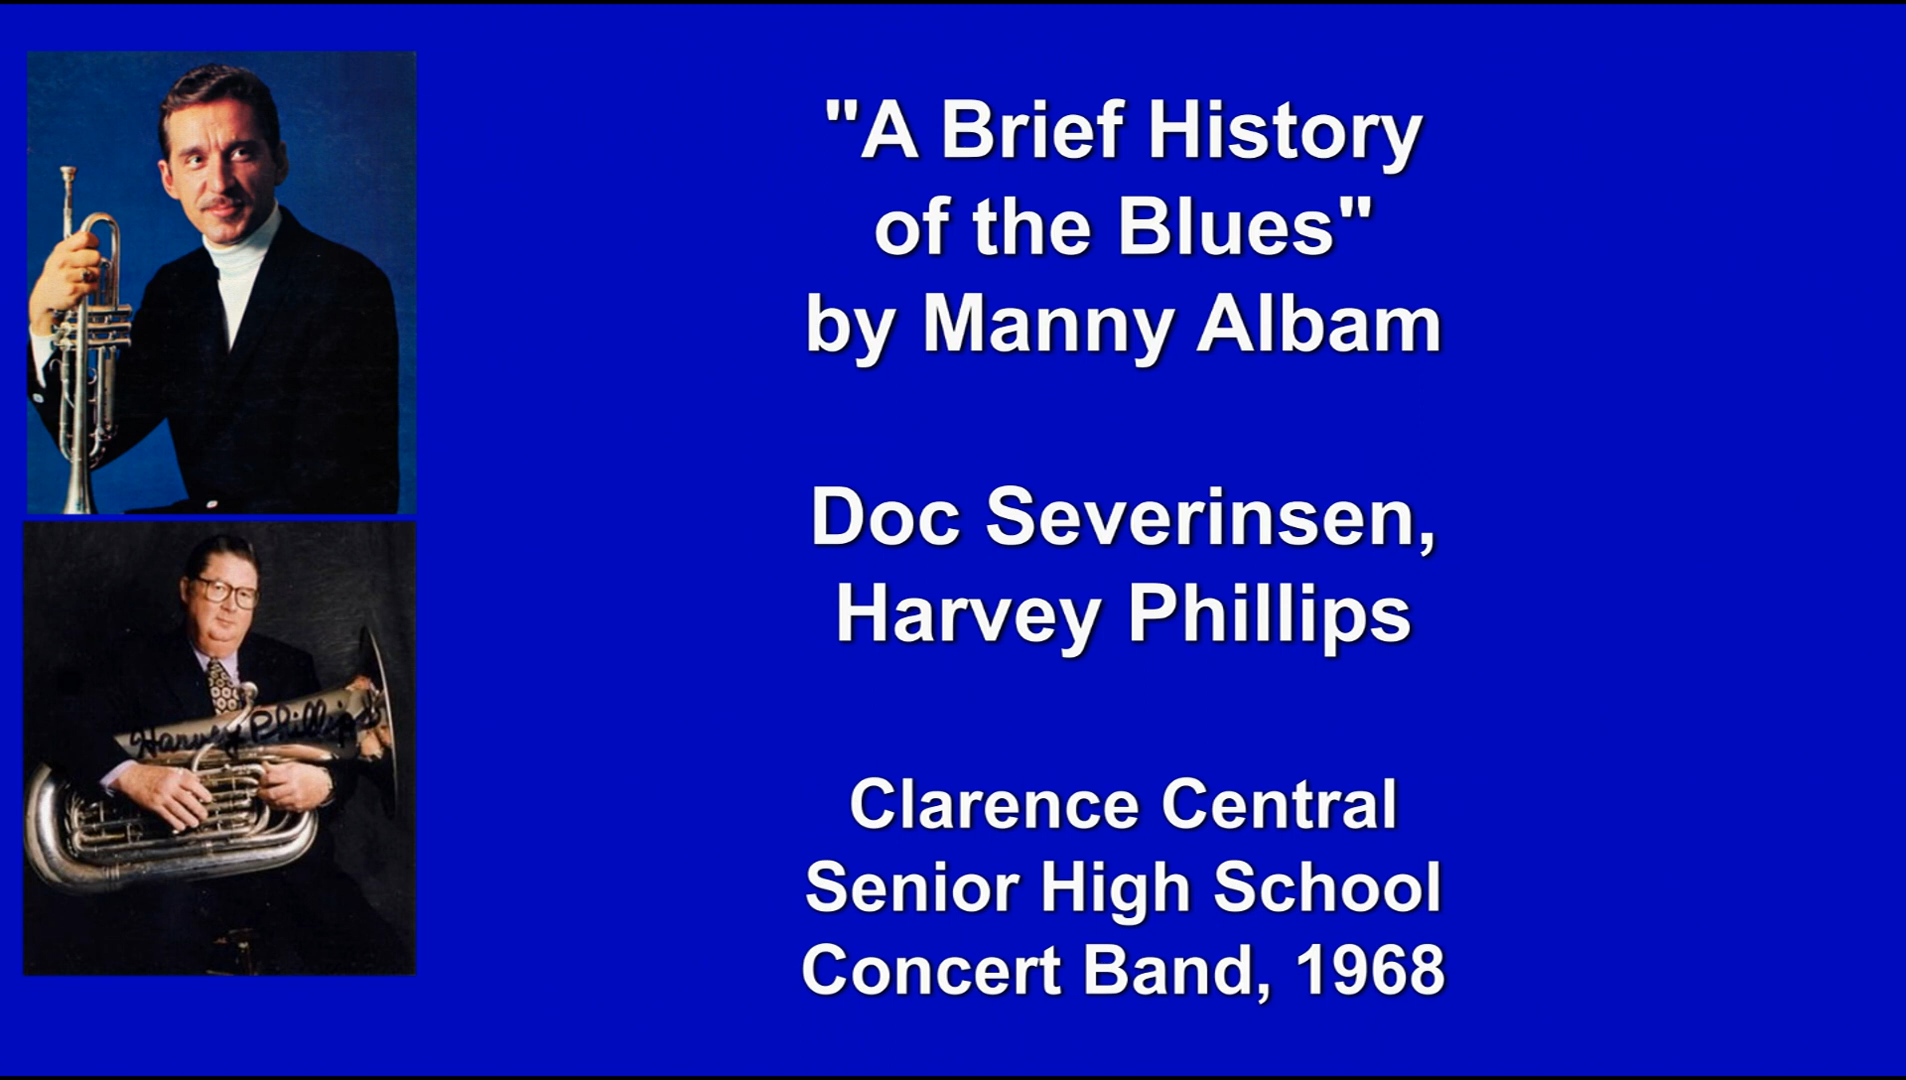 "A Brief History
of the Blues"
by Manny Albam
Doc Severinsen,
Harvey Phillips
Harvey Phillips
Clarence Central
Senior High School
Concert Band, 1968